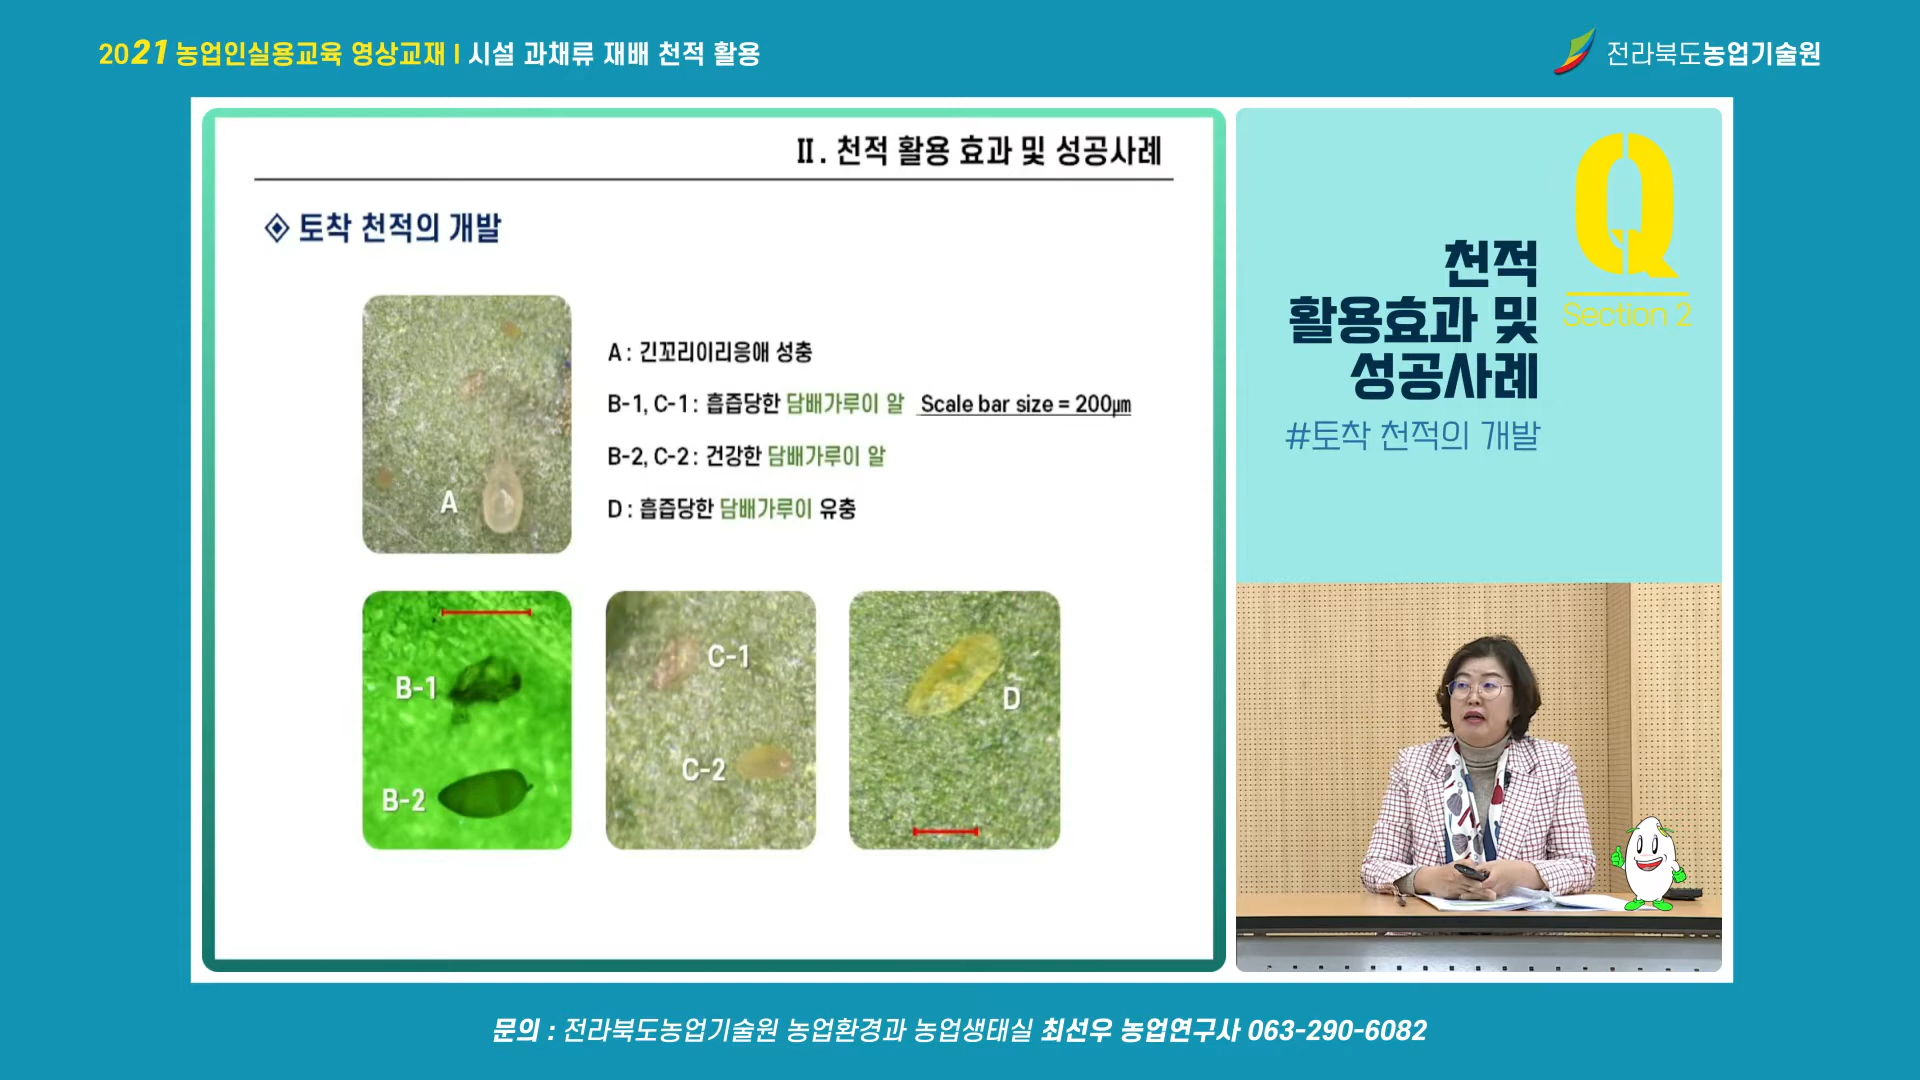 2021 농업인실용교육 영상교재 I 시설 과채류 재배 천적 활용
전라북도농업기술원
II. 천적 활용 효과 및 성공사례
토착 천적의 개발
A : 긴꼬리이리응애 성충
B-1, C-1 : 흡즙당한 담배가루이 알 Scale bar size = 200㎛
B-2, C-2 : 건강한 담배가루이 알
D : 흡즙당한 담배가루이 유충
A
B-1
B-2
C-1
C-2
D
Q
Section 2
천적
활용효과 및
성공사례
#토착 천적의 개발
문의 : 전라북도농업기술원 농업환경과 농업생태실 최선우 농업연구사 063-290-6082